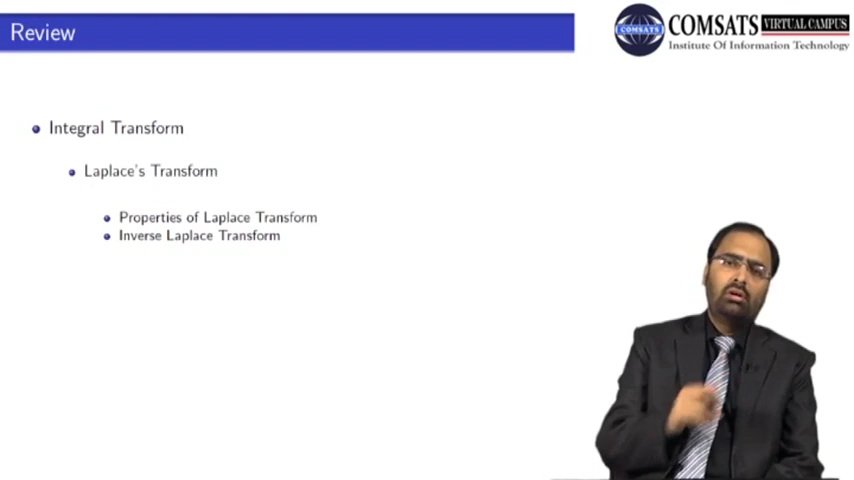 Review
COMSATS VIRTUAL CAMPUS
COMSATS
Institute Of Information Technology
Integral Transform
Laplace's Transform
Properties of Laplace Transform
Inverse Laplace Transform